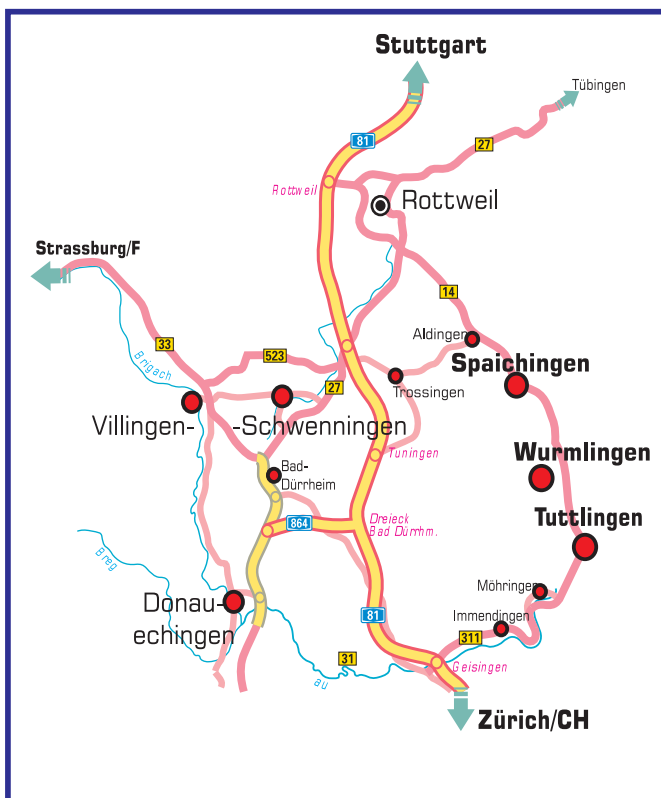 Stuttgart
Tübingen
81
27
Rottweil
Rottweil
Strassburg/F
14
33
Aldingen
523
Brigach
Spaichingen
27
Trossingen
Villingen-
-Schwenningen
Tuningen
Wurmlingen
Bad-
Dürrheim
Tuttlingen
864
Dreieck
Bad Dürrhm.
Breg
Möhringen
Donau-
echingen
81
Immendingen
311
31
Geisingen
au
Zürich/CH